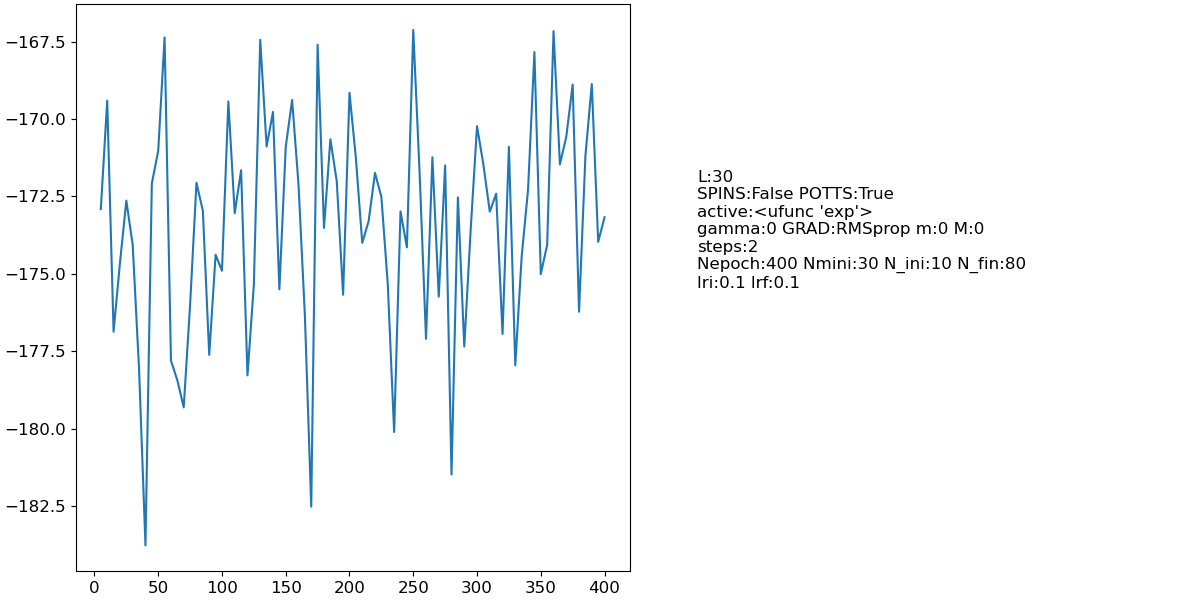 −167.5
−170.0
−172.5
−175.0
−177.5
−180.0
−182.5
0 50 100 150 200 250 300 350 400
L:30
SPINS:False POTTS:True
active:<ufunc 'exp'>
gamma:0 GRAD:RMSprop m:0 M:0
steps:2
Nepoch:400 Nmini:30 N_ini:10 N_fin:80
lri:0.1 lrf:0.1